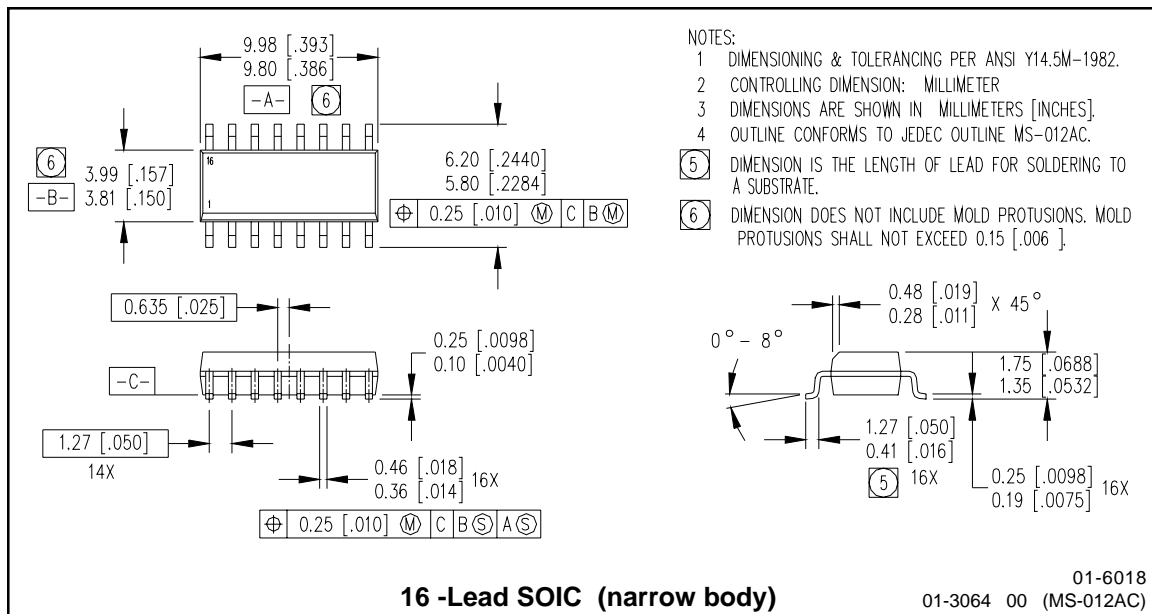 9.98 [.393]
9.80 [.386]
-A- 6
6
3.99 [.157]
-B- 3.81 [.150]
16
1
6.20 [.2440]
5.80 [.2284]
⌖ 0.25 [.010] Ⓜ C B Ⓜ
NOTES:
1 DIMENSIONING & TOLERANCING PER ANSI Y14.5M-1982.
2 CONTROLLING DIMENSION: MILLIMETER
3 DIMENSIONS ARE SHOWN IN MILLIMETERS [INCHES].
4 OUTLINE CONFORMS TO JEDEC OUTLINE MS-012AC.
5 DIMENSION IS THE LENGTH OF LEAD FOR SOLDERING TO
A SUBSTRATE.
6 DIMENSION DOES NOT INCLUDE MOLD PROTUSIONS. MOLD
PROTUSIONS SHALL NOT EXCEED 0.15 [.006 ].
0.635 [.025]
0.25 [.0098]
0.10 [.0040]
-C-
1.27 [.050]
14X
0.46 [.018]
0.36 [.014] 16X
⌖ 0.25 [.010] Ⓜ C B Ⓢ A Ⓢ
0.48 [.019]
0.28 [.011] X 45°
0° - 8°
1.75 [.0688]
1.35 [.0532]
1.27 [.050]
0.41 [.016]
5 16X
0.25 [.0098]
0.19 [.0075] 16X
16 -Lead SOIC (narrow body)
01-6018
01-3064 00 (MS-012AC)